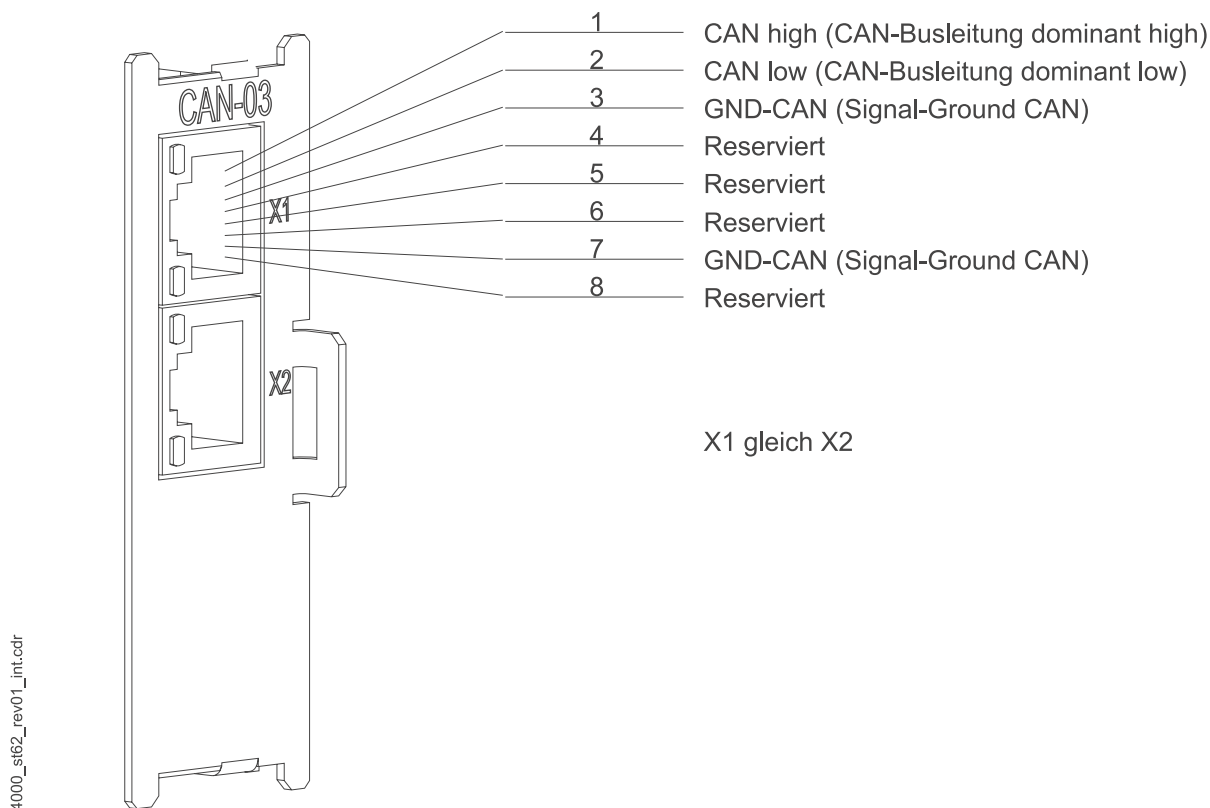 CAN-03
X1
X2
1 CAN high (CAN-Busleitung dominant high)
2 CAN low (CAN-Busleitung dominant low)
3 GND-CAN (Signal-Ground CAN)
4 Reserviert
5 Reserviert
6 Reserviert
7 GND-CAN (Signal-Ground CAN)
8 Reserviert
X1 gleich X2
4000_st62_rev01_int.cdr